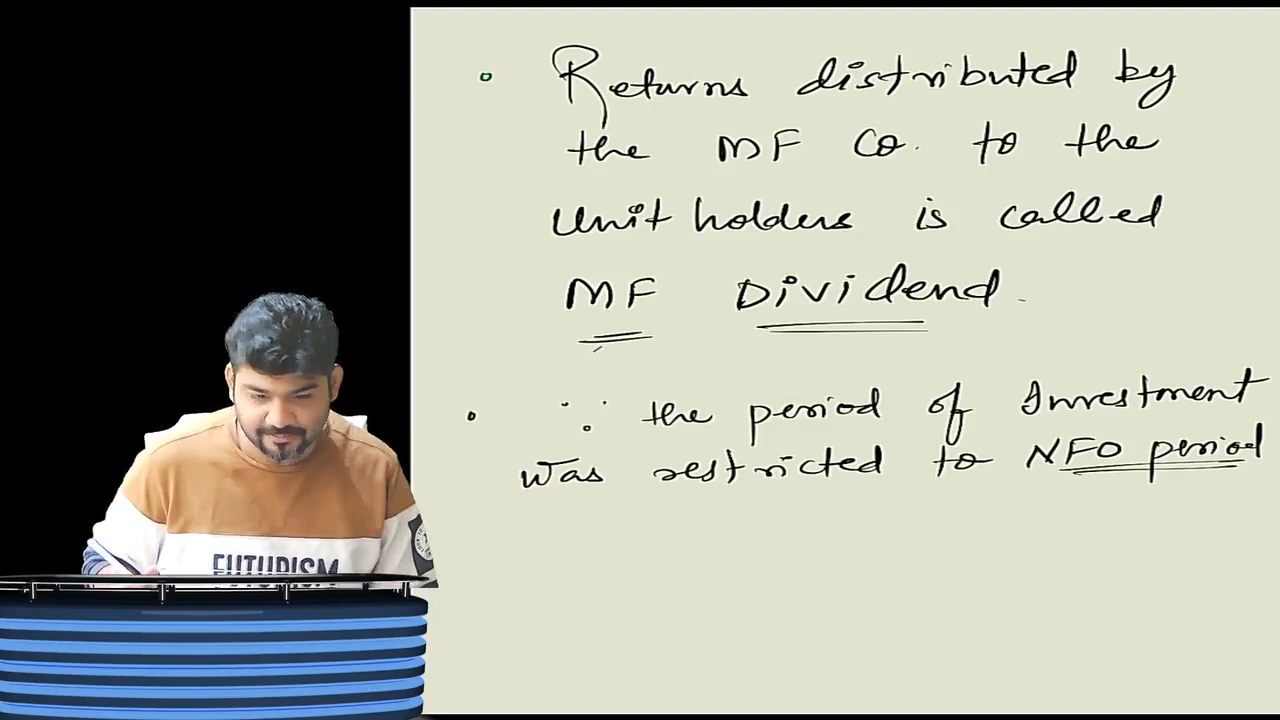 • Returns distributed by
the MF Co. to the
Unit holders is called
MF Dividend.
• ∵ the period of Investment
was restricted to NFO period
FUTURISM